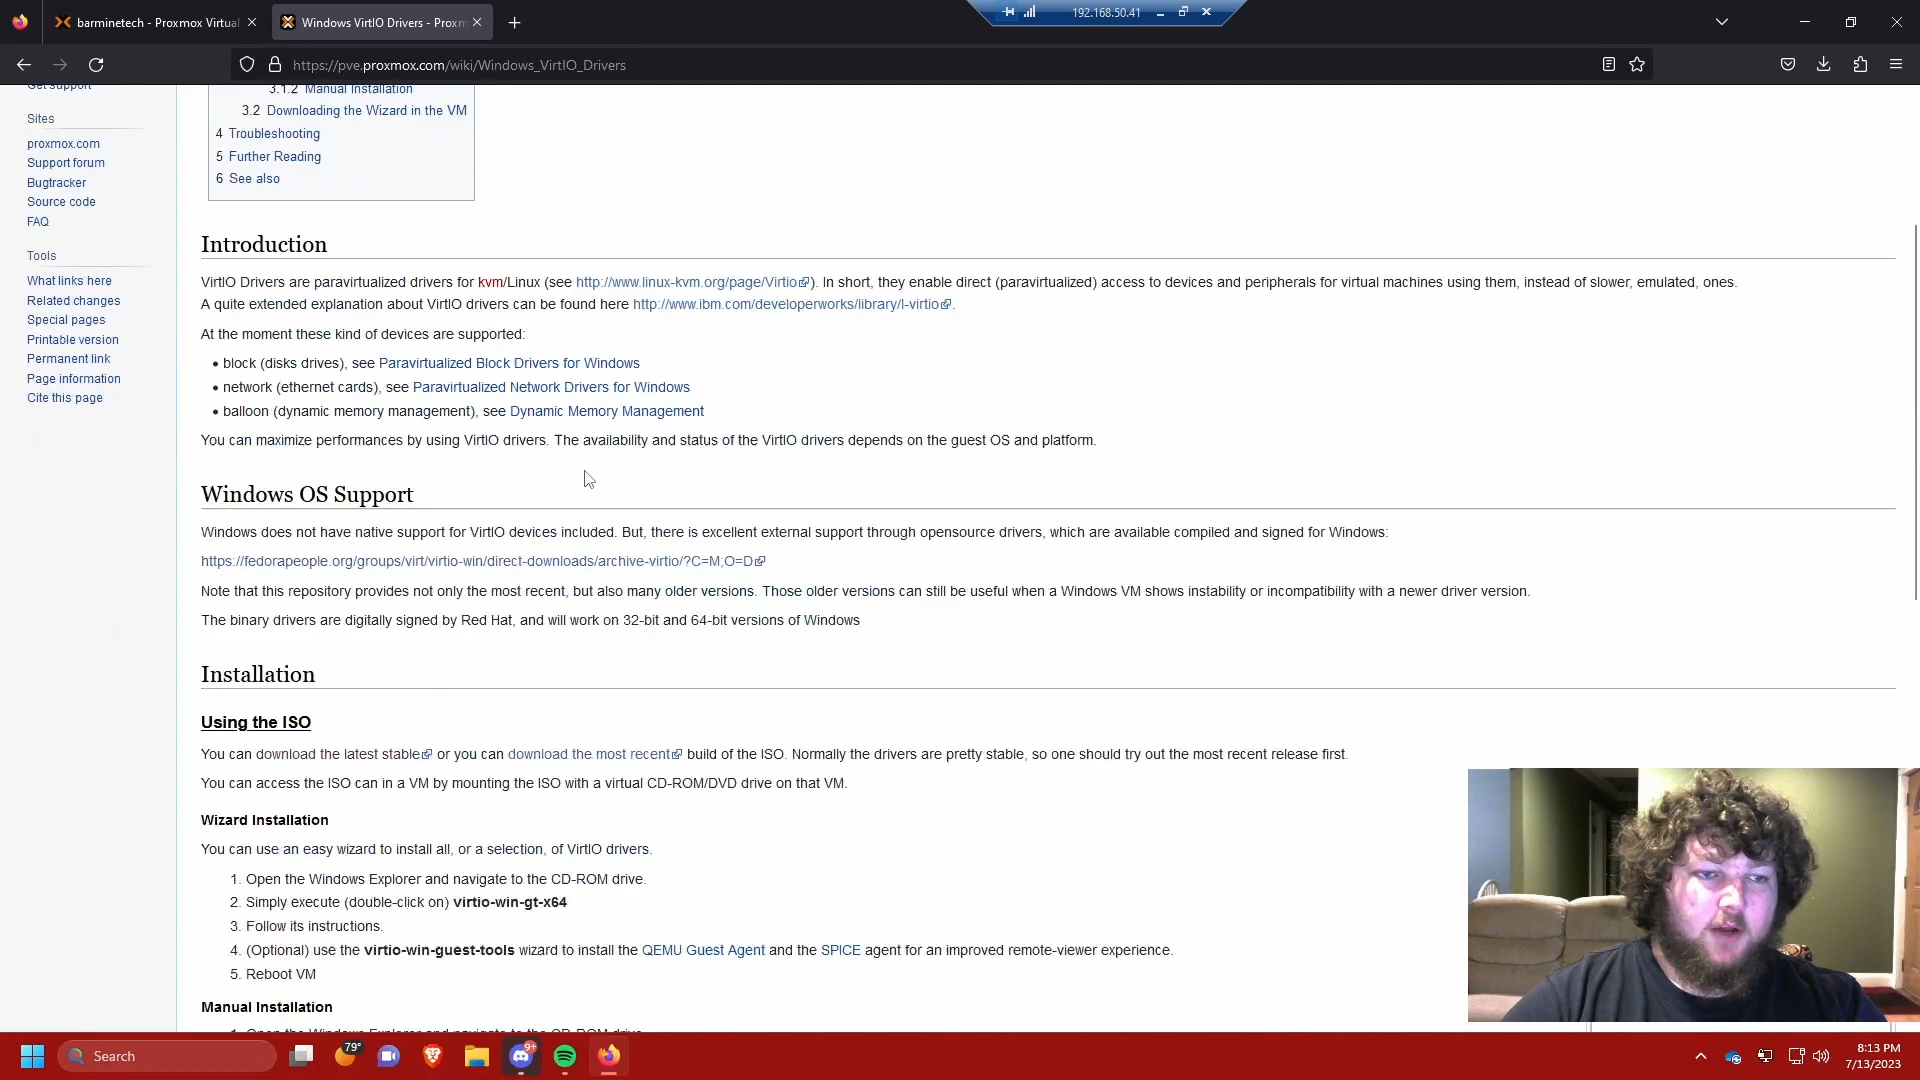 barminetech - Proxmox Virtual
Windows VirtIO Drivers - Proxm
192.168.50.41
https://pve.proxmox.com/wiki/Windows_VirtIO_Drivers
Get support
Sites
proxmox.com
Support forum
Bugtracker
Source code
FAQ
Tools
What links here
Related changes
Special pages
Printable version
Permanent link
Page information
Cite this page
3.1.2 Manual Installation
3.2 Downloading the Wizard in the VM
4 Troubleshooting
5 Further Reading
6 See also
Introduction
VirtIO Drivers are paravirtualized drivers for kvm/Linux (see http://www.linux-kvm.org/page/Virtio). In short, they enable direct (paravirtualized) access to devices and peripherals for virtual machines using them, instead of slower, emulated, ones.
A quite extended explanation about VirtIO drivers can be found here http://www.ibm.com/developerworks/library/l-virtio.
At the moment these kind of devices are supported:
• block (disks drives), see Paravirtualized Block Drivers for Windows
• network (ethernet cards), see Paravirtualized Network Drivers for Windows
• balloon (dynamic memory management), see Dynamic Memory Management
You can maximize performances by using VirtIO drivers. The availability and status of the VirtIO drivers depends on the guest OS and platform.
Windows OS Support
Windows does not have native support for VirtIO devices included. But, there is excellent external support through opensource drivers, which are available compiled and signed for Windows:
https://fedorapeople.org/groups/virt/virtio-win/direct-downloads/archive-virtio/?C=M;O=D
Note that this repository provides not only the most recent, but also many older versions. Those older versions can still be useful when a Windows VM shows instability or incompatibility with a newer driver version.
The binary drivers are digitally signed by Red Hat, and will work on 32-bit and 64-bit versions of Windows
Installation
Using the ISO
You can download the latest stable or you can download the most recent build of the ISO. Normally the drivers are pretty stable, so one should try out the most recent release first.
You can access the ISO can in a VM by mounting the ISO with a virtual CD-ROM/DVD drive on that VM.
Wizard Installation
You can use an easy wizard to install all, or a selection, of VirtIO drivers.
1. Open the Windows Explorer and navigate to the CD-ROM drive.
2. Simply execute (double-click on) virtio-win-gt-x64
3. Follow its instructions.
4. (Optional) use the virtio-win-guest-tools wizard to install the QEMU Guest Agent and the SPICE agent for an improved remote-viewer experience.
5. Reboot VM
Manual Installation
1. Open the Windows Explorer and navigate to the CD-ROM drive.
Search
79°
9+
8:13 PM
7/13/2023